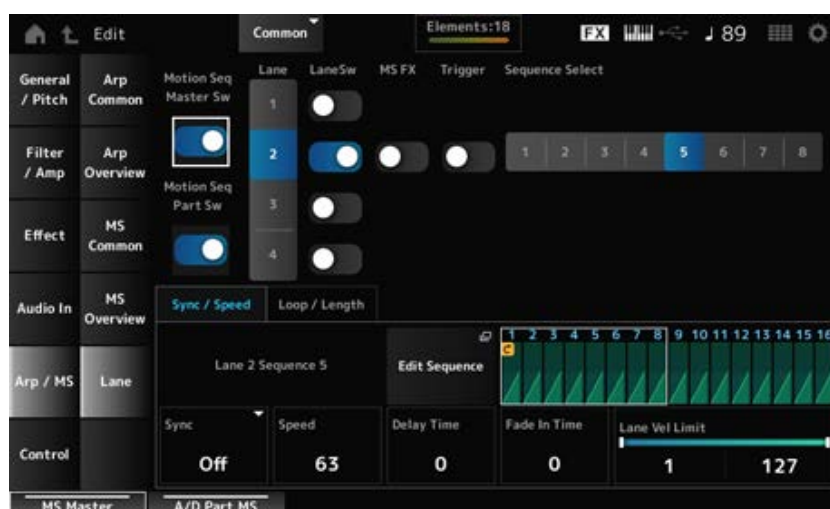 Edit
Common
Elements:18
FX
♩ 89
General / Pitch
Filter / Amp
Effect
Audio In
Arp / MS
Control
Arp Common
Arp Overview
MS Common
MS Overview
Lane
Motion Seq Master Sw
Motion Seq Part Sw
Lane
1
2
3
4
LaneSw
MS FX
Trigger
Sequence Select
1 2 3 4 5 6 7 8
Sync / Speed
Loop / Length
Lane 2 Sequence 5
Edit Sequence
1 2 3 4 5 6 7 8 9 10 11 12 13 14 15 16
C
Sync
Off
Speed
63
Delay Time
0
Fade In Time
0
Lane Vel Limit
1 127
MS Master
A/D Part MS